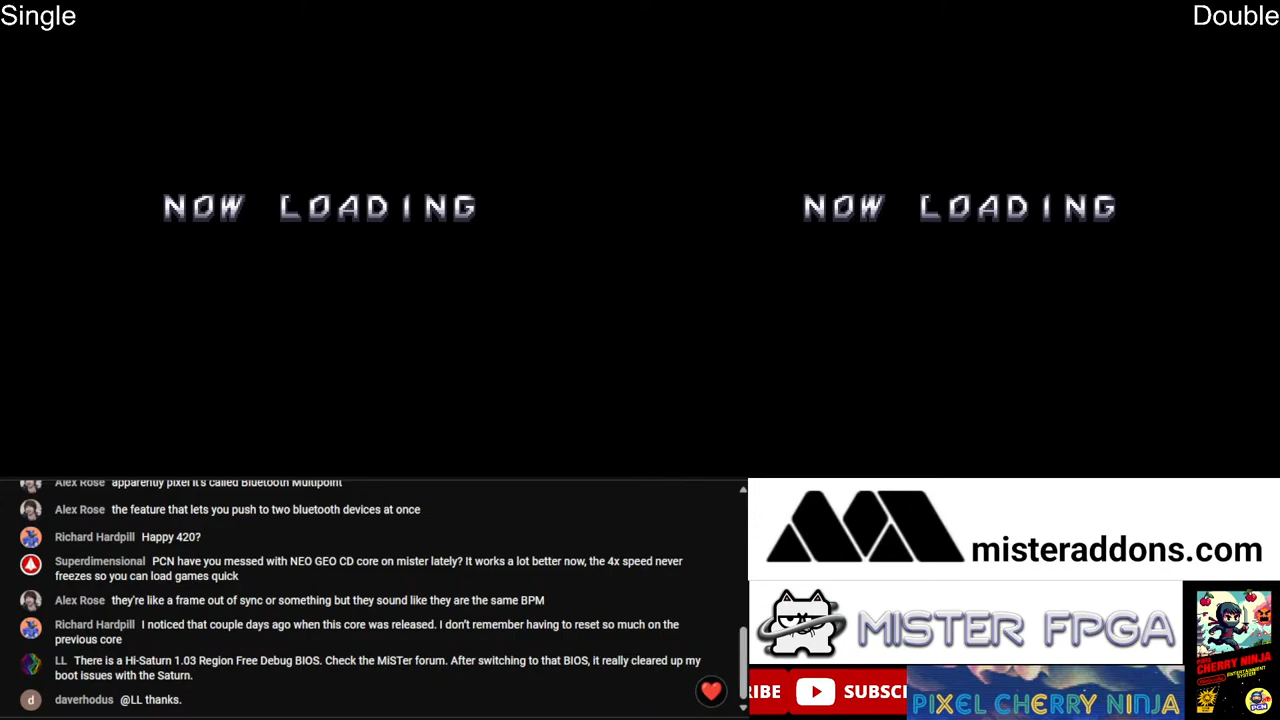 Single
Double
NOW LOADING
NOW LOADING
Alex Rose apparently pixel it's called Bluetooth Multipoint
Alex Rose the feature that lets you push to two bluetooth devices at once
Richard Hardpill Happy 420?
Superdimensional PCN have you messed with NEO GEO CD core on mister lately? It works a lot better now, the 4x speed never
freezes so you can load games quick
Alex Rose they're like a frame out of sync or something but they sound like they are the same BPM
Richard Hardpill I noticed that couple days ago when this core was released. I don't remember having to reset so much on the
previous core
LL There is a Hi-Saturn 1.03 Region Free Debug BIOS. Check the MiSTer forum. After switching to that BIOS, it really cleared up my
boot issues with the Saturn.
d daverhodus @LL thanks.
misteraddons.com
MISTER FPGA
RIBE SUBSC
PIXEL CHERRY NINJA
CHERRY NINJA
ENTERTAINMENT
SYSTEM
PCN